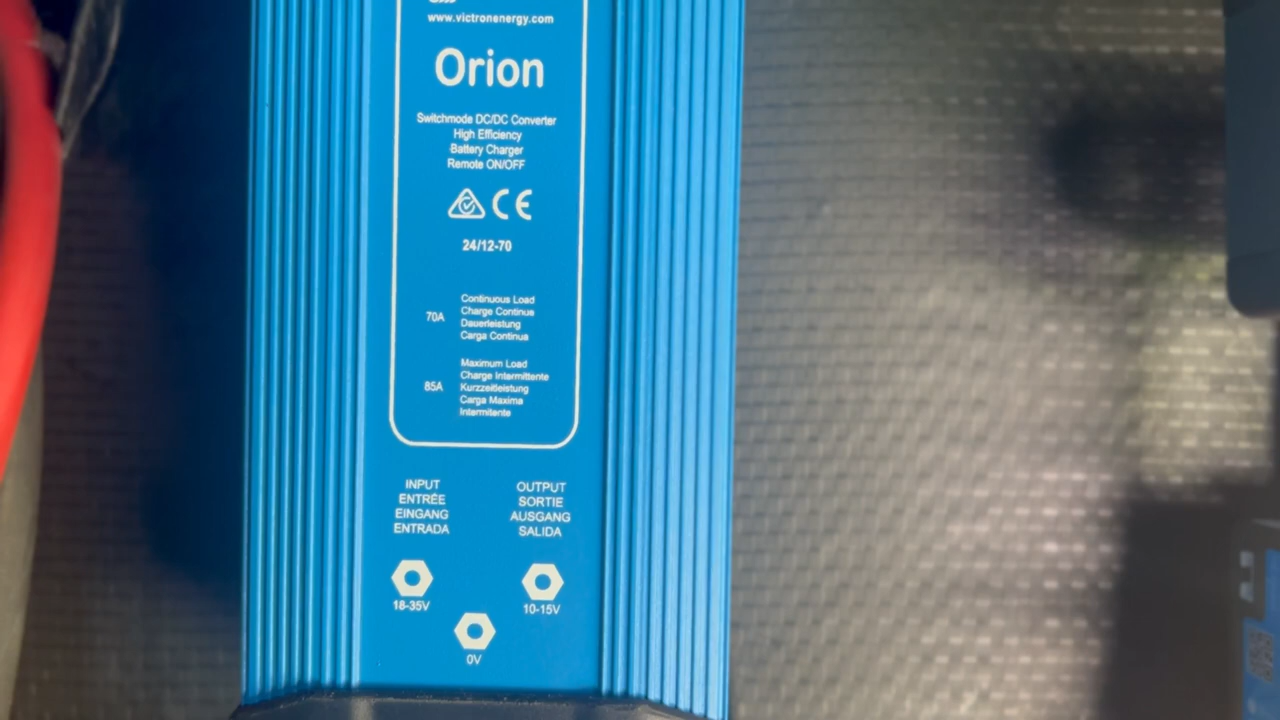 www.victronenergy.com
Orion
Switchmode DC/DC Converter
High Efficiency
Battery Charger
Remote ON/OFF
CE
24/12-70
70A
Continuous Load
Charge Continue
Dauerleistung
Carga Continua
85A
Maximum Load
Charge Intermittente
Kurzzeitleistung
Carga Maxima
Intermitente
INPUT
ENTRÉE
EINGANG
ENTRADA
OUTPUT
SORTIE
AUSGANG
SALIDA
18-35V
10-15V
0V